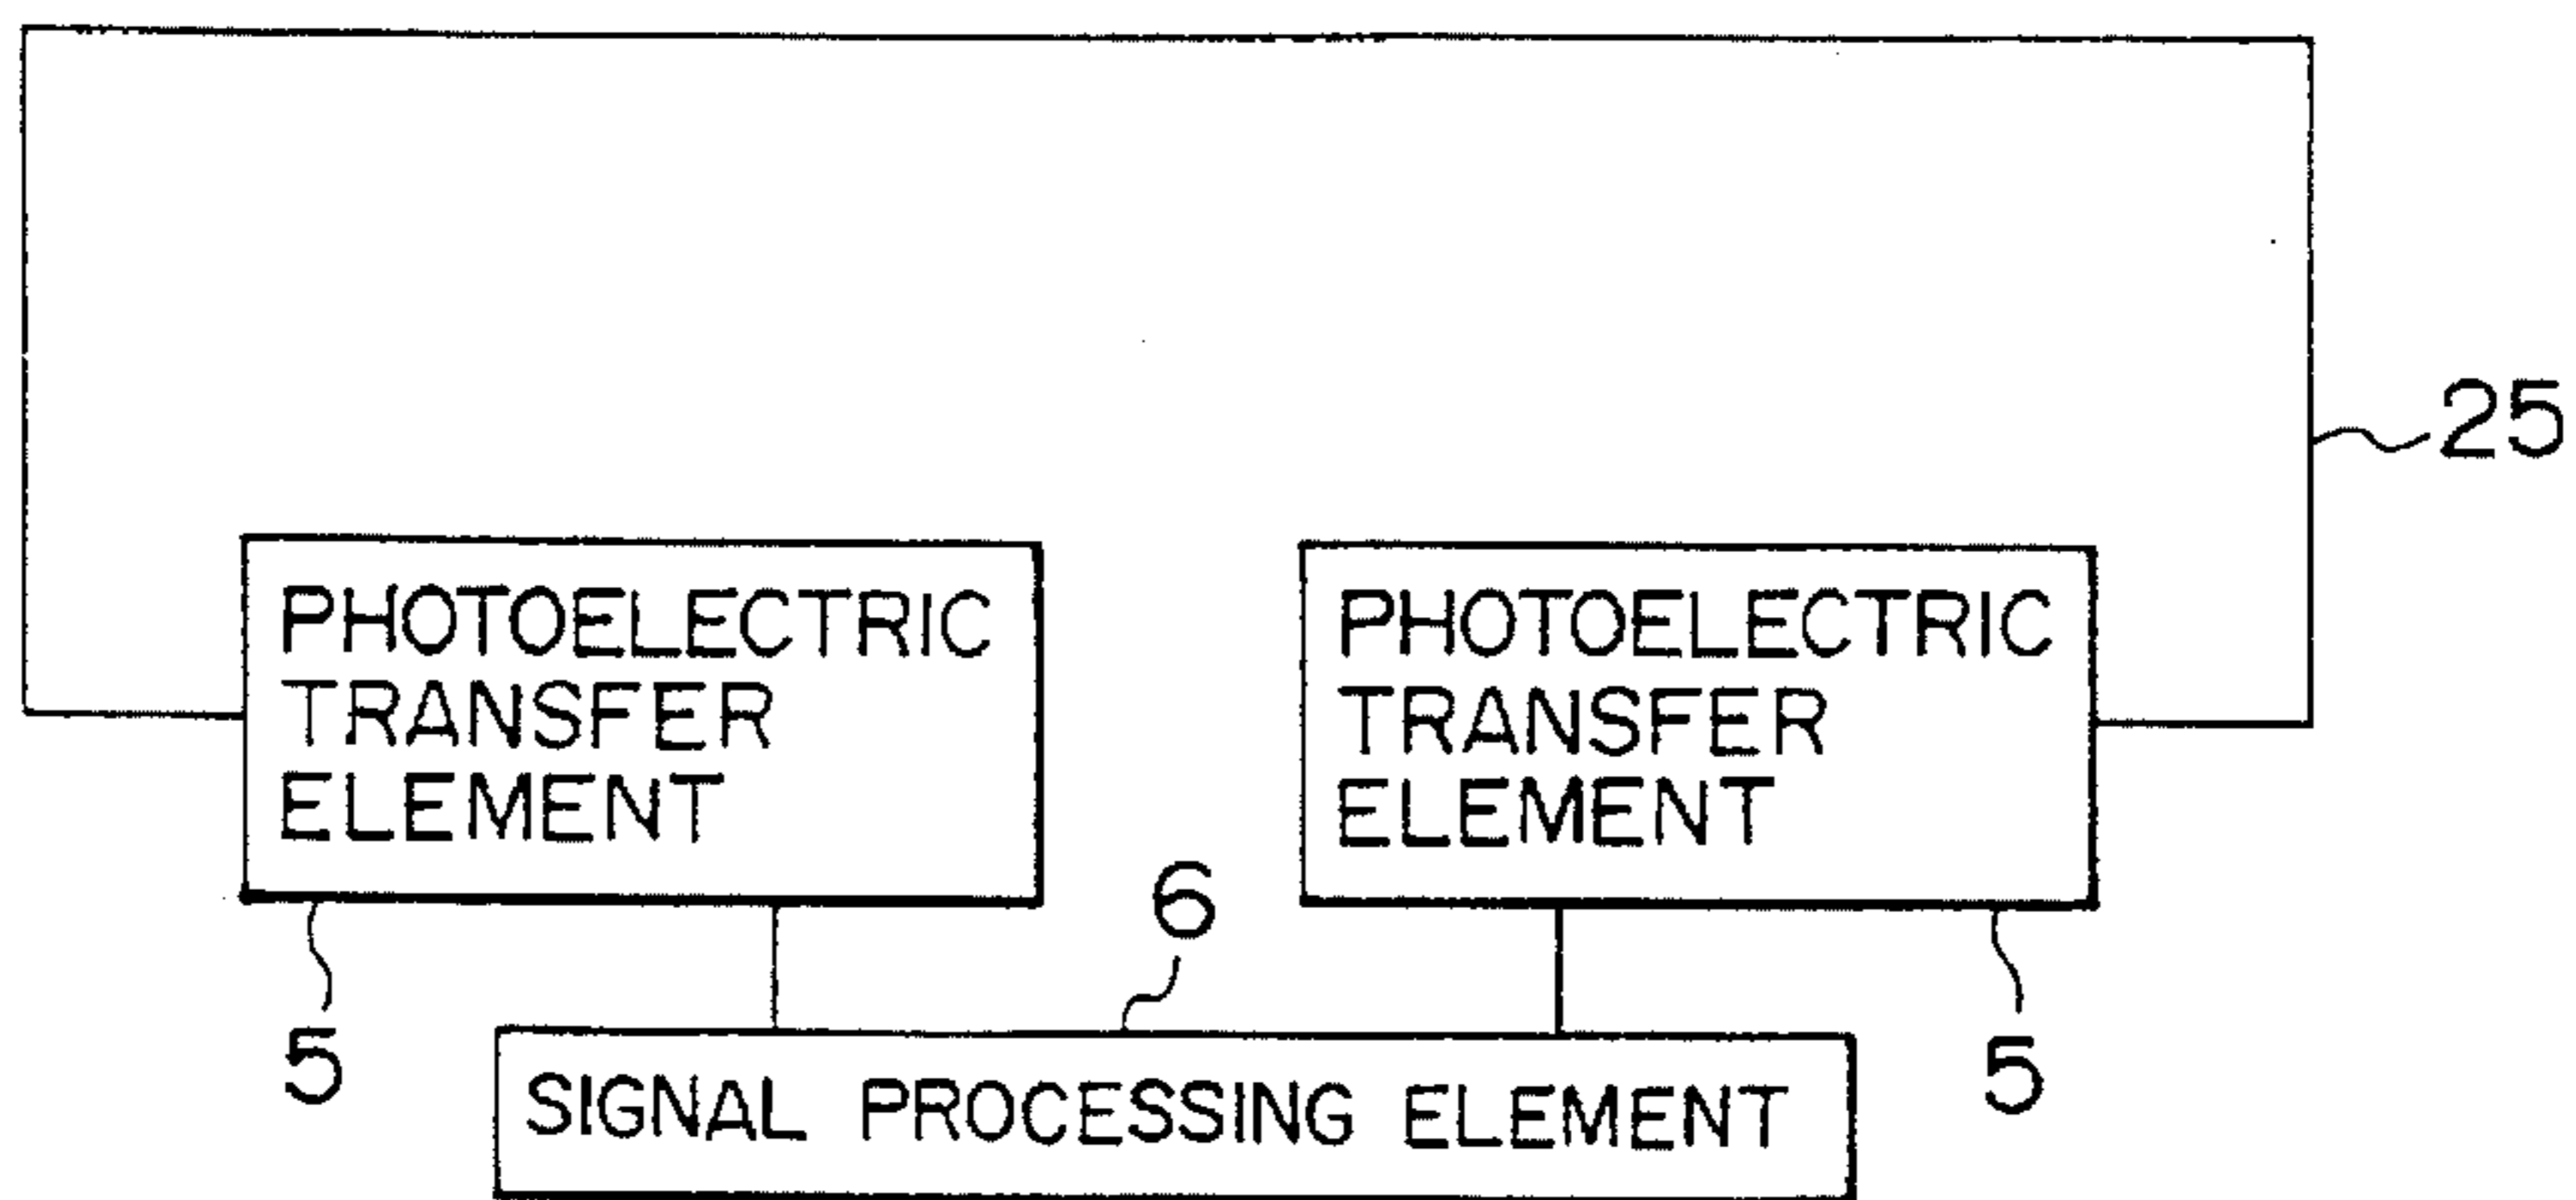 25
PHOTOELECTRIC
TRANSFER
ELEMENT
PHOTOELECTRIC
TRANSFER
ELEMENT
6
5
5
SIGNAL PROCESSING ELEMENT